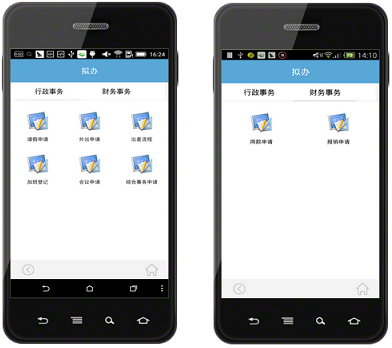 16:24
拟办
行政事务 财务事务
请假申请 外出申请 出差流程
加班登记 会议申请 综合事务申请
70 14:10
拟办
行政事务 财务事务
用款申请 报销申请